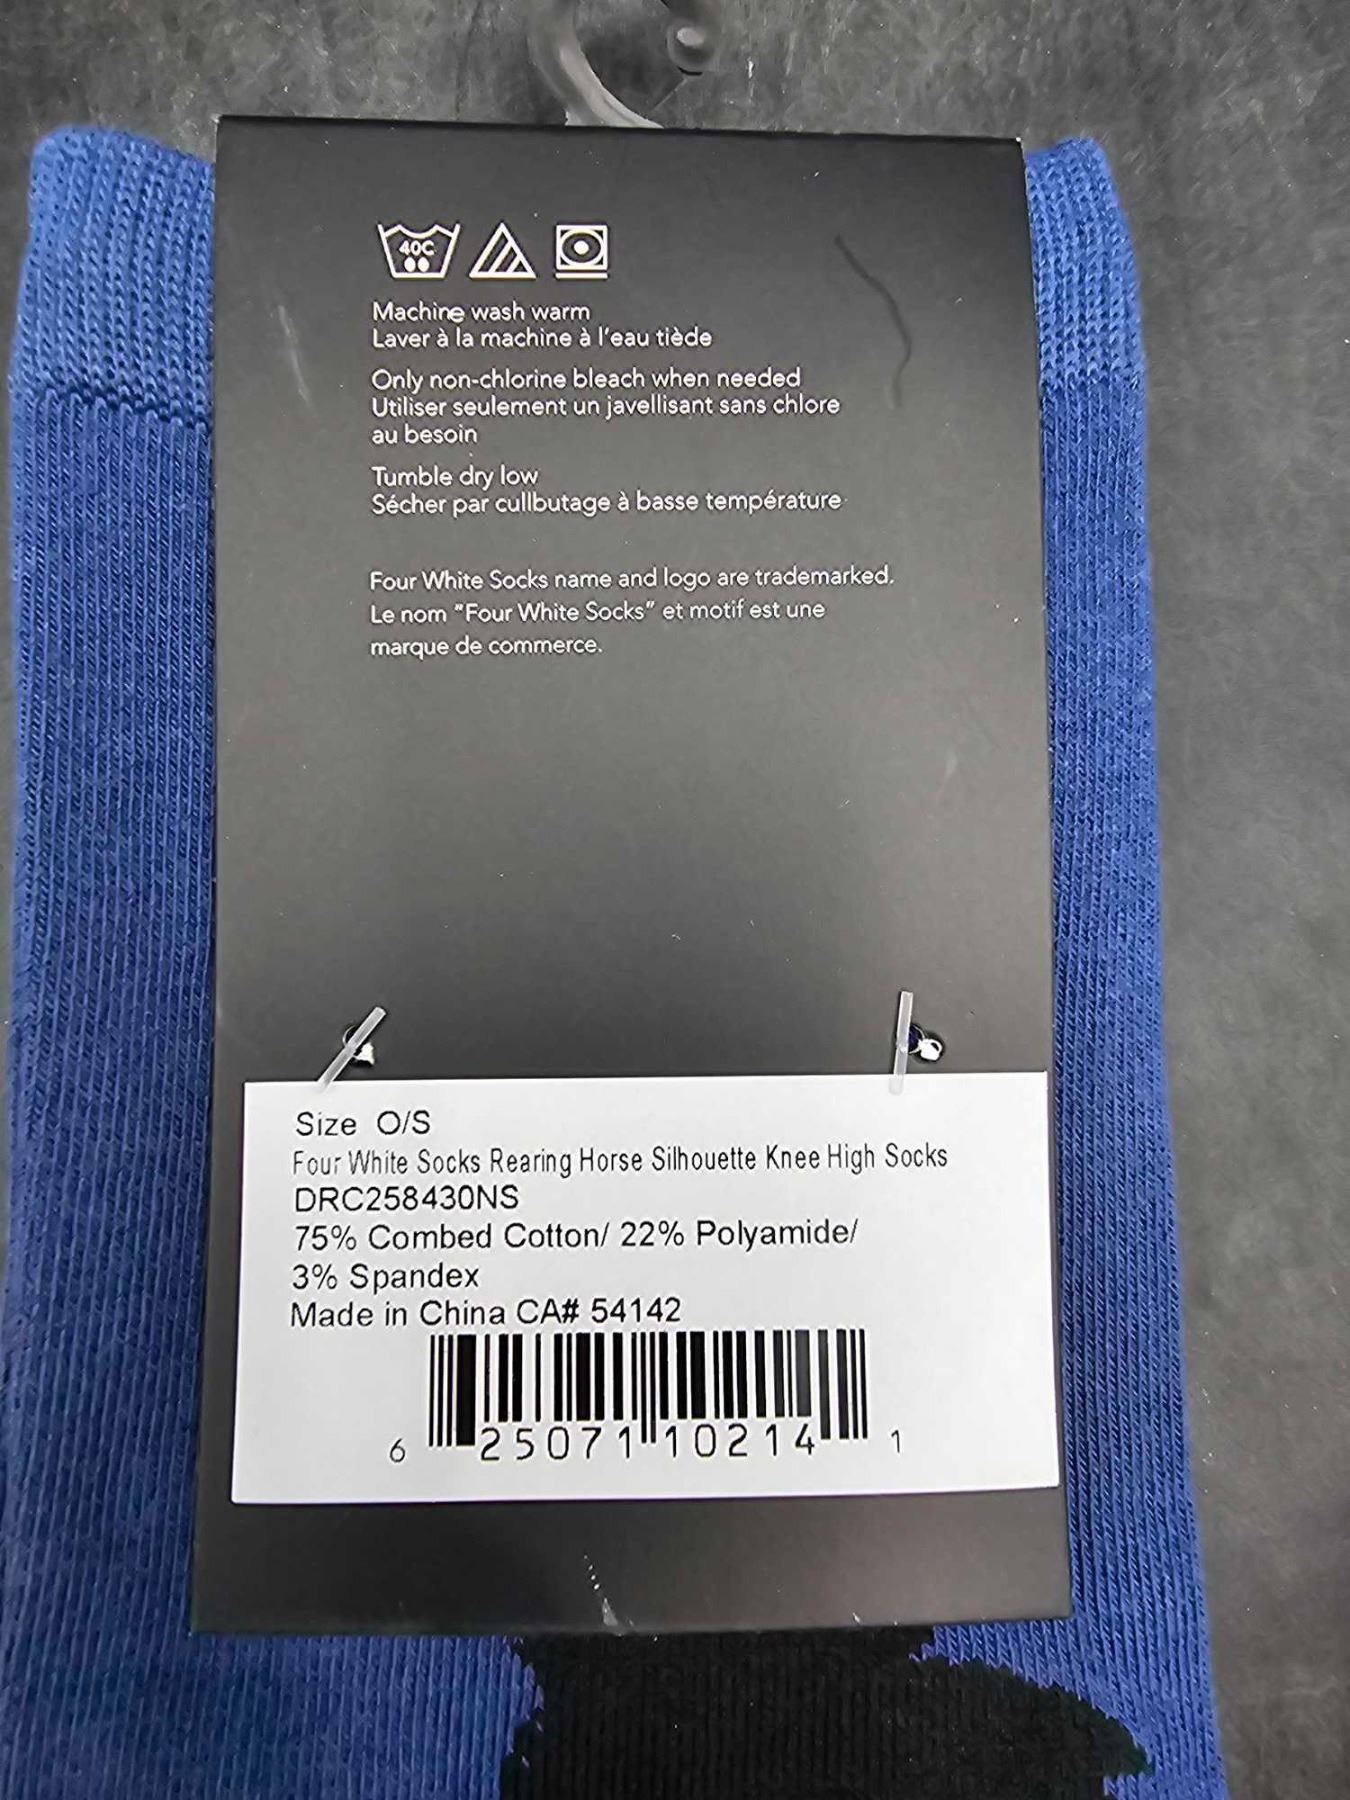 40C
Machine wash warm
Laver à la machine à l'eau tiède
Only non-chlorine bleach when needed
Utiliser seulement un javellisant sans chlore
au besoin
Tumble dry low
Sécher par cullbutage à basse température
Four White Socks name and logo are trademarked.
Le nom "Four White Socks" et motif est une
marque de commerce.
Size O/S
Four White Socks Rearing Horse Silhouette Knee High Socks
DRC258430NS
75% Combed Cotton/ 22% Polyamide/
3% Spandex
Made in China CA# 54142
6 25071 10214 1